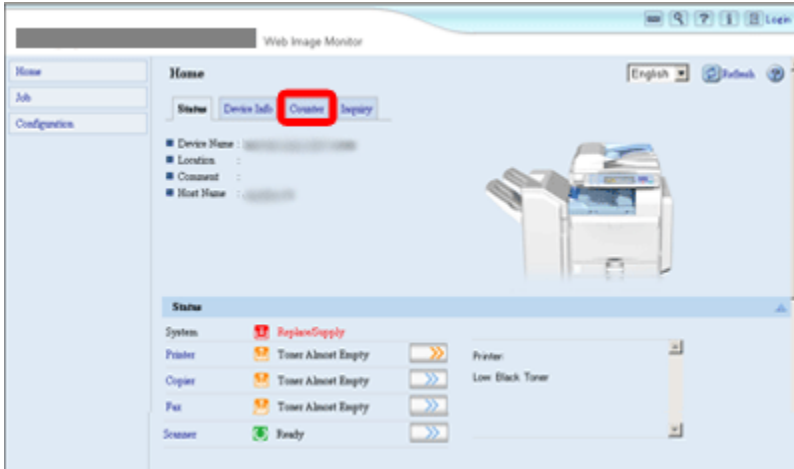 Login
Web Image Monitor
Home
Home
English
Refresh
Job
Status Device Info Counter Inquiry
Configuration
Device Name :
Location :
Comment :
Host Name :
Status
System ReplaceSupply
Printer Toner Almost Empty
Printer:
Copier Toner Almost Empty
Low Black Toner
Fax Toner Almost Empty
Scanner Ready